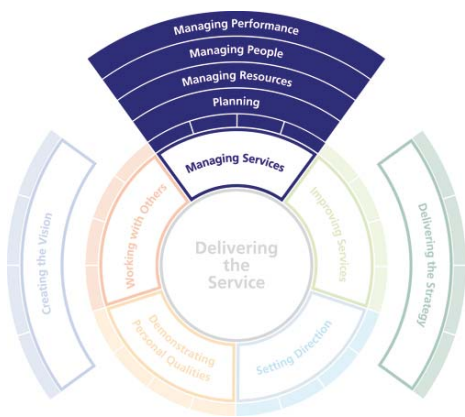 Managing Performance
Managing People
Managing Resources
Planning
Managing Services
Creating the Vision
Working with Others
Delivering
the
Service
Improving Services
Delivering the Strategy
Demonstrating
Personal Qualities
Setting Direction